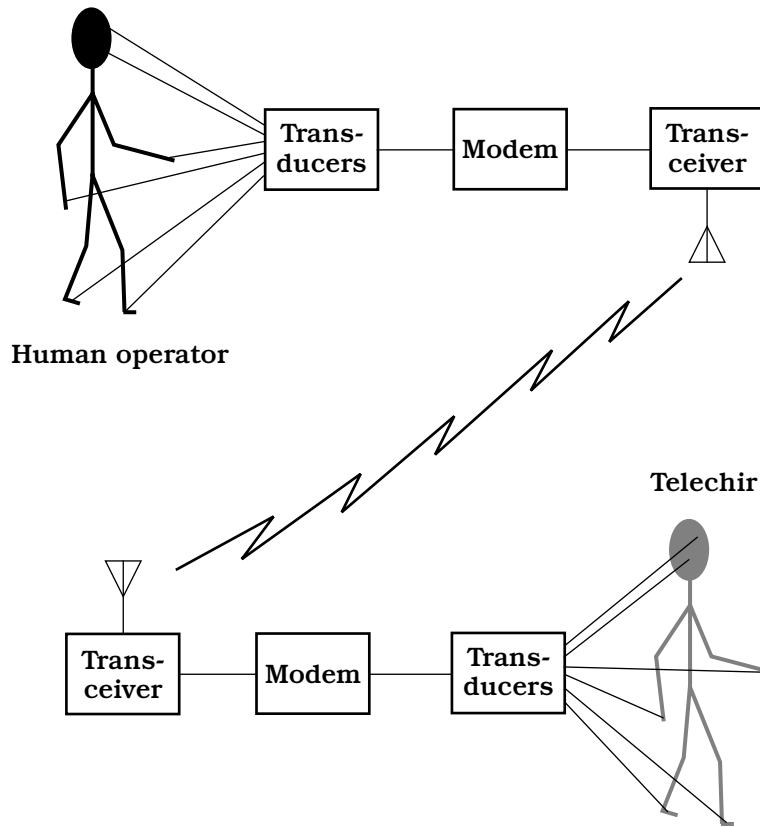 Trans-
ducers
Modem
Trans-
ceiver
Human operator
Telechir
Trans-
ceiver
Modem
Trans-
ducers